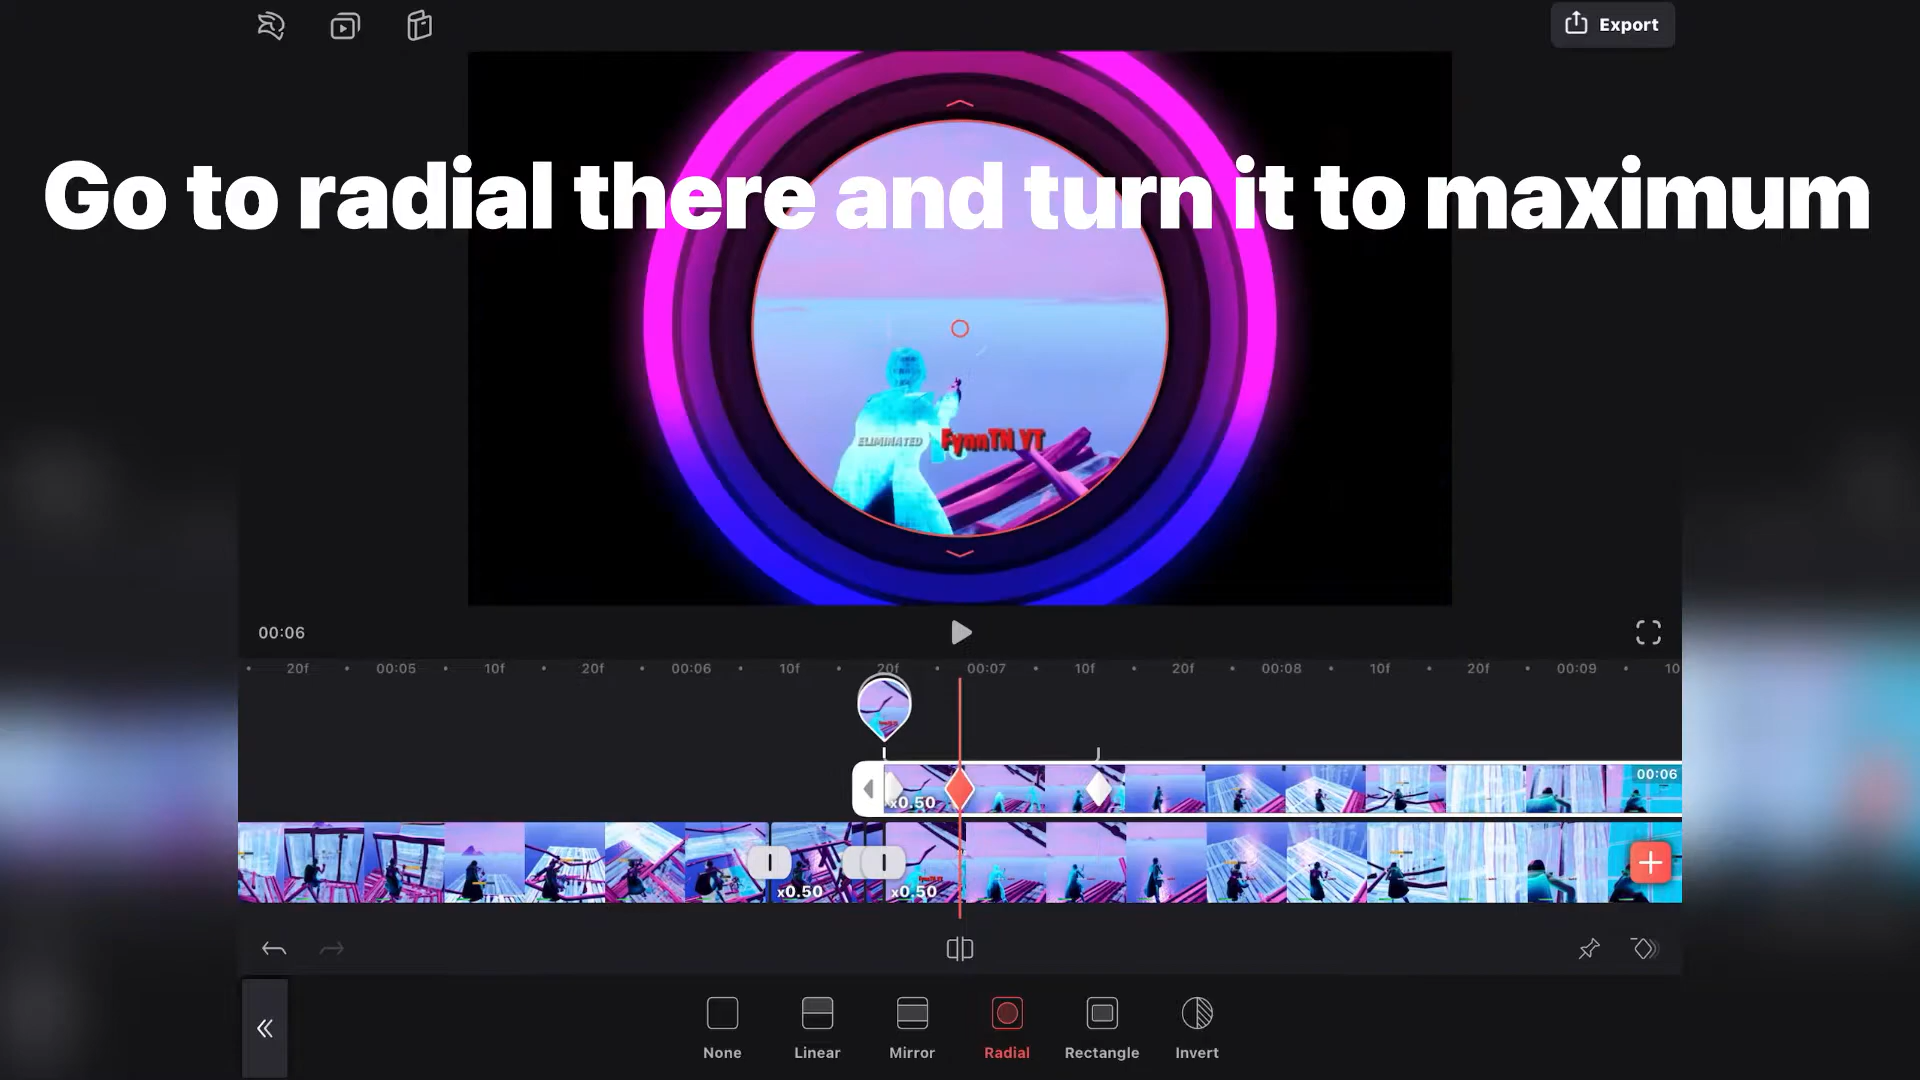 Export
Go to radial there and turn it to maximum
ELIMINATED FynnTN YT
00:06
20f 00:05 10f 20f 00:06 10f 20f 00:07 10f 20f 00:08 10f 20f 00:09 10
x0.50 00:06
x0.50 x0.50
None Linear Mirror Radial Rectangle Invert